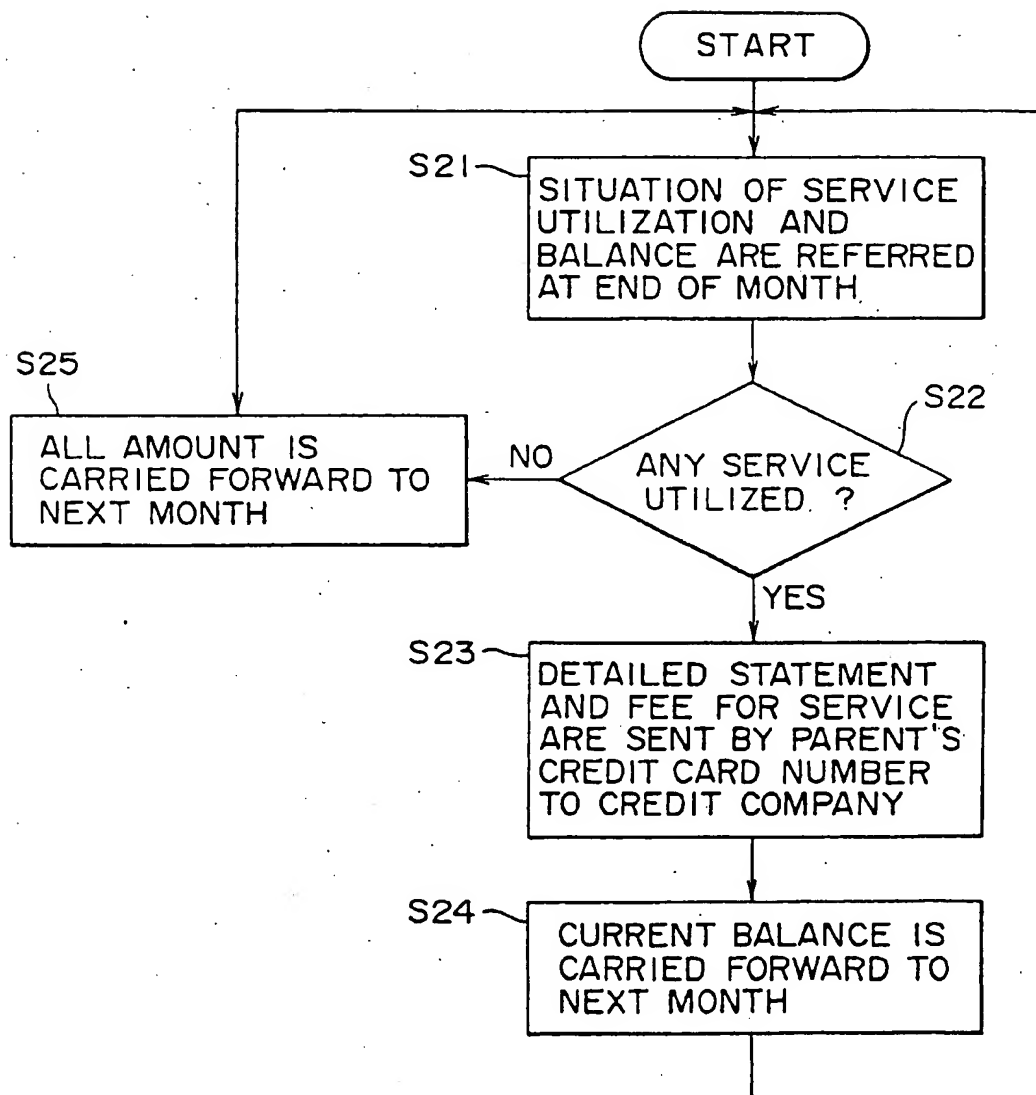 START
S21
SITUATION OF SERVICE
UTILIZATION AND
BALANCE ARE REFERRED
AT END OF MONTH
S22
ANY SERVICE
UTILIZED ?
NO
S25
ALL AMOUNT IS
CARRIED FORWARD TO
NEXT MONTH
YES
S23
DETAILED STATEMENT
AND FEE FOR SERVICE
ARE SENT BY PARENT'S
CREDIT CARD NUMBER
TO CREDIT COMPANY
S24
CURRENT BALANCE IS
CARRIED FORWARD TO
NEXT MONTH